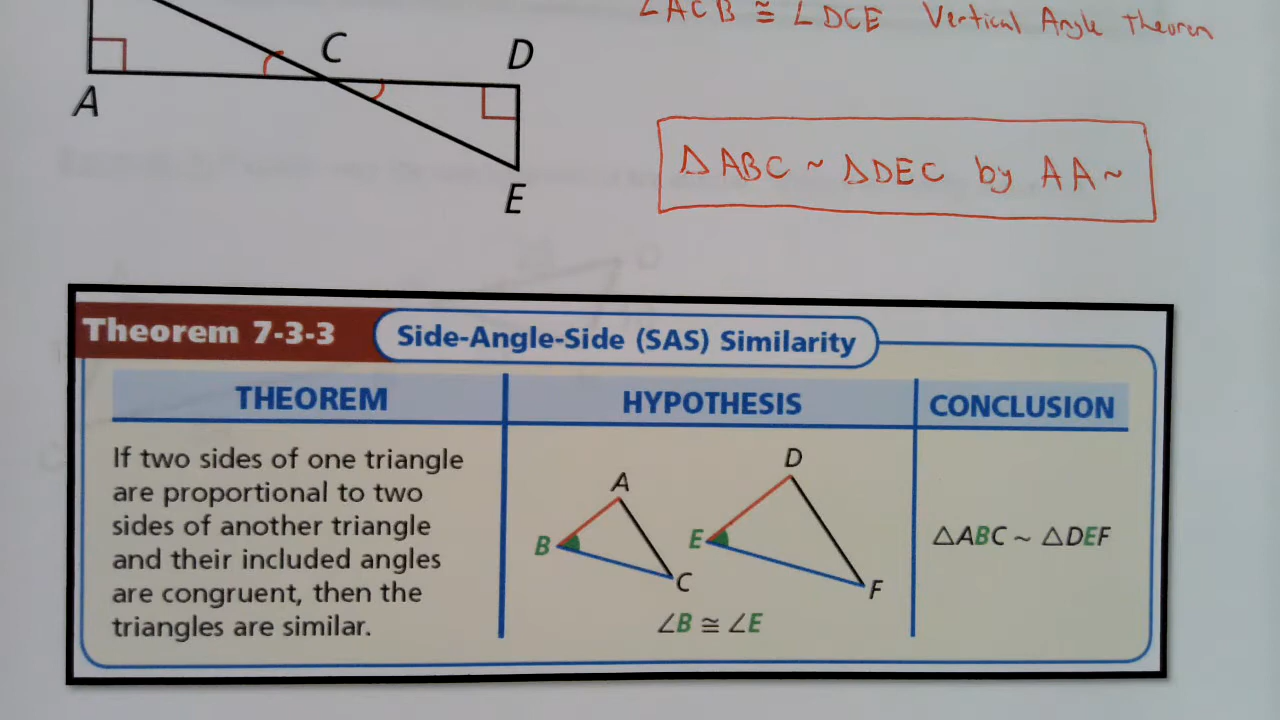 ∠ACB ≅ ∠DCE Vertical Angle Theorem
C
D
A
△ABC ~ △DEC by AA~
E
Theorem 7-3-3
Side-Angle-Side (SAS) Similarity
THEOREM
HYPOTHESIS
CONCLUSION
If two sides of one triangle
are proportional to two
sides of another triangle
and their included angles
are congruent, then the
triangles are similar.
A
D
B
E
C
F
∠B ≅ ∠E
△ABC ~ △DEF